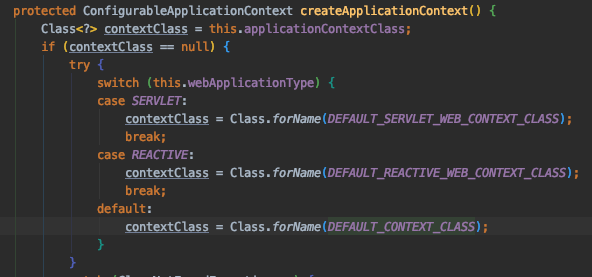 protected ConfigurableApplicationContext createApplicationContext() {
Class<?> contextClass = this.applicationContextClass;
if (contextClass == null) {
try {
switch (this.webApplicationType) {
case SERVLET:
contextClass = Class.forName(DEFAULT_SERVLET_WEB_CONTEXT_CLASS);
break;
case REACTIVE:
contextClass = Class.forName(DEFAULT_REACTIVE_WEB_CONTEXT_CLASS);
break;
default:
contextClass = Class.forName(DEFAULT_CONTEXT_CLASS);
}
}